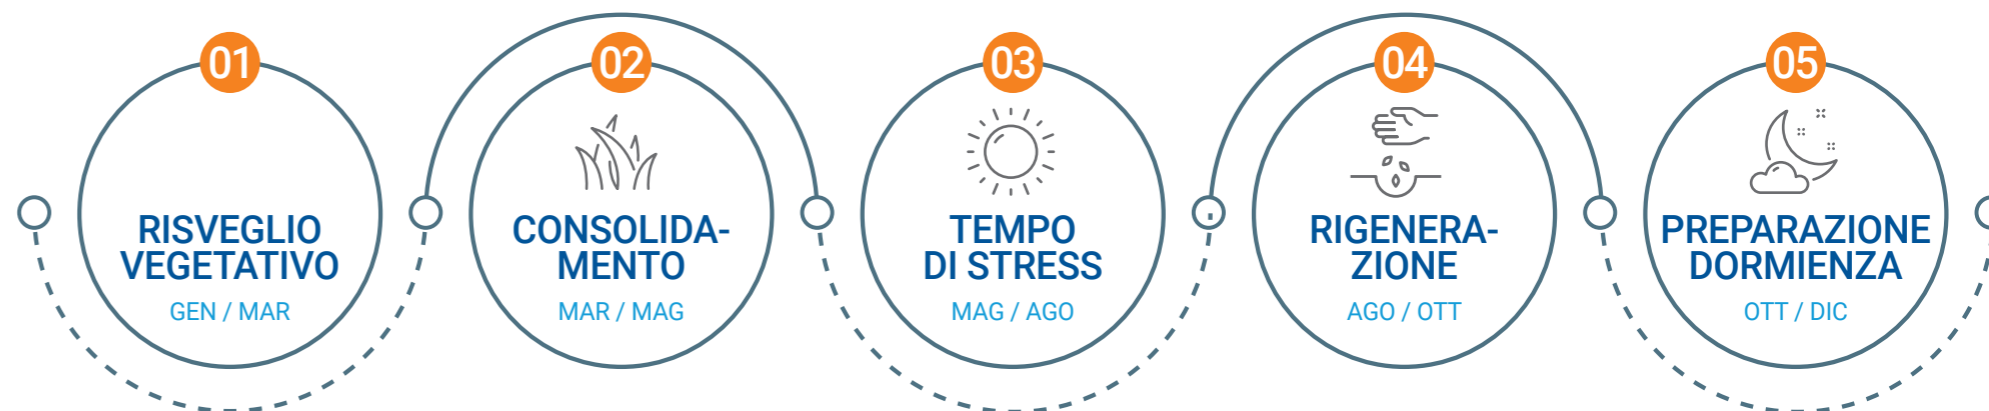 01
RISVEGLIO
VEGETATIVO
GEN / MAR
02
CONSOLIDA-
MENTO
MAR / MAG
03
TEMPO
DI STRESS
MAG / AGO
04
RIGENERA-
ZIONE
AGO / OTT
05
PREPARAZIONE
DORMIENZA
OTT / DIC